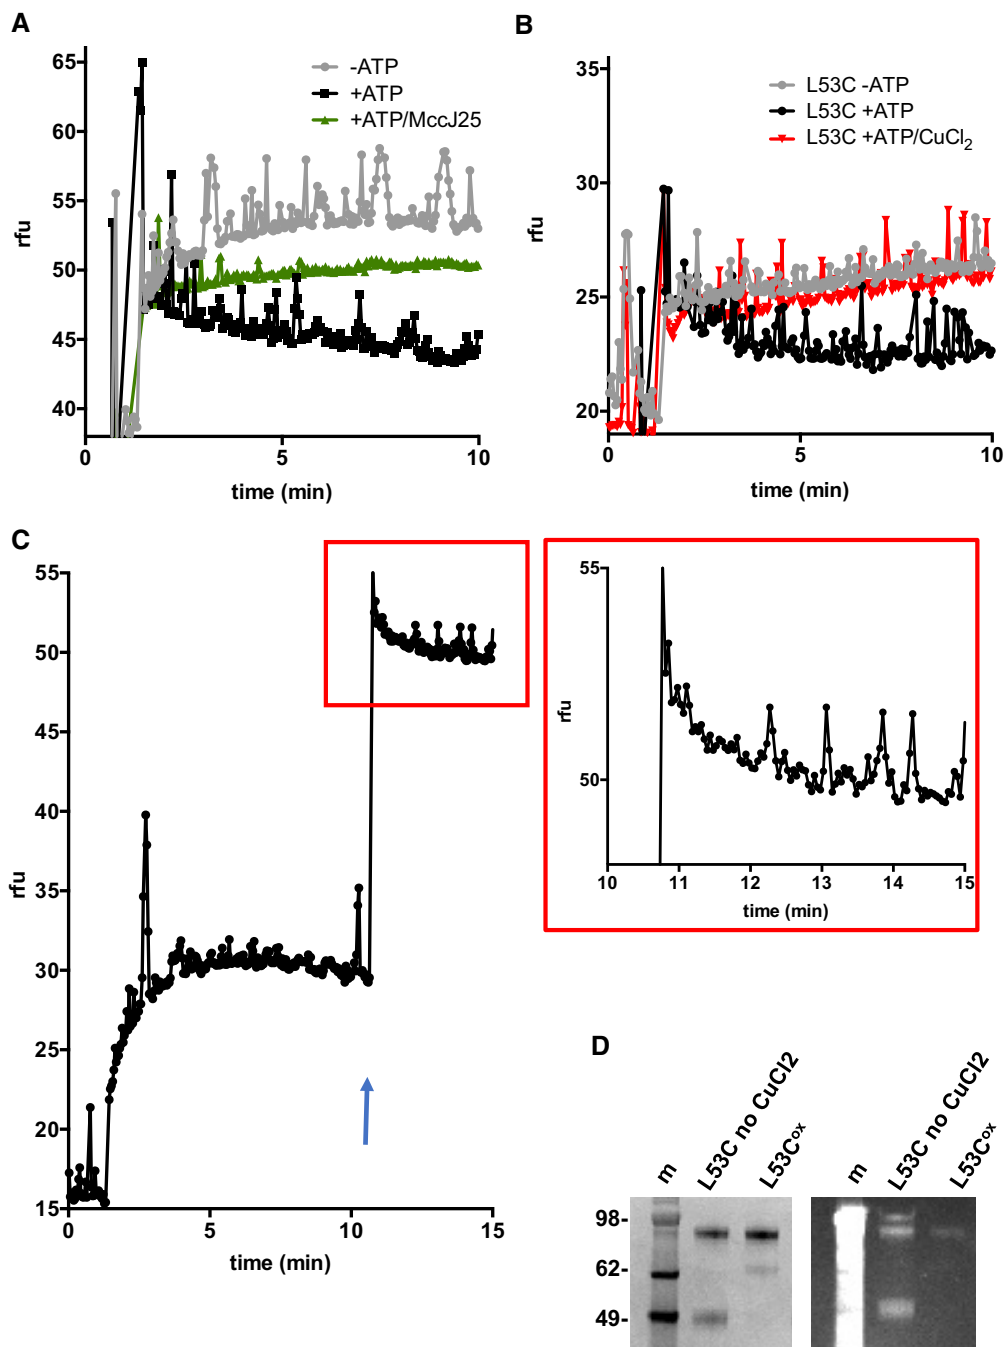 A
-ATP
+ATP
+ATP/MccJ25
65
60
55
50
45
40
rfu
0
5
10
time (min)
B
L53C -ATP
L53C +ATP
L53C +ATP/CuCl2
35
30
25
20
rfu
0
5
10
time (min)
C
55
50
45
40
35
30
25
20
15
rfu
0
5
10
15
time (min)
55
50
rfu
10
11
12
13
14
15
time (min)
D
m
L53C no CuCl2
L53Cox
m
L53C no CuCl2
L53Cox
98-
62-
49-